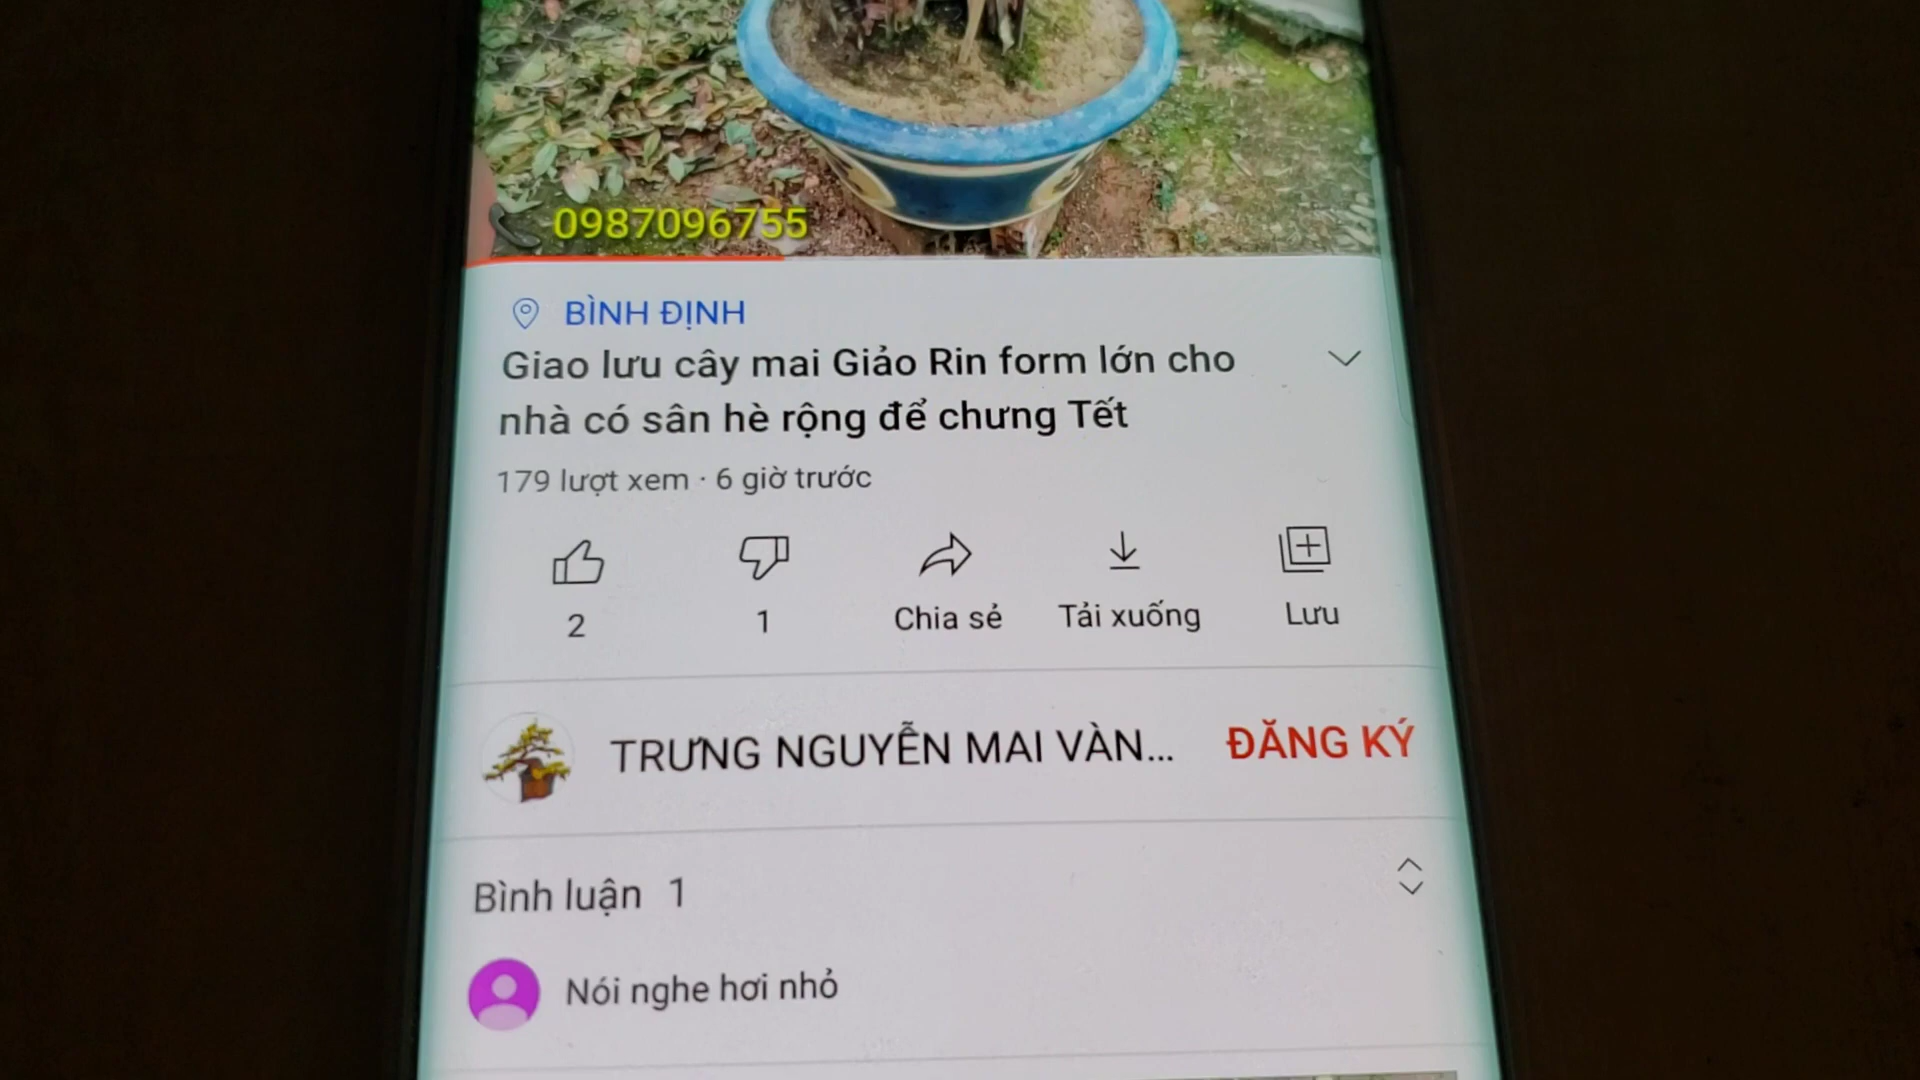 0987096755
BÌNH ĐỊNH
Giao lưu cây mai Giảo Rin form lớn cho
nhà có sân hè rộng để chưng Tết
179 lượt xem · 6 giờ trước
2
1
Chia sẻ
Tải xuống
Lưu
TRƯNG NGUYỄN MAI VÀN...
ĐĂNG KÝ
Bình luận 1
Nói nghe hơi nhỏ